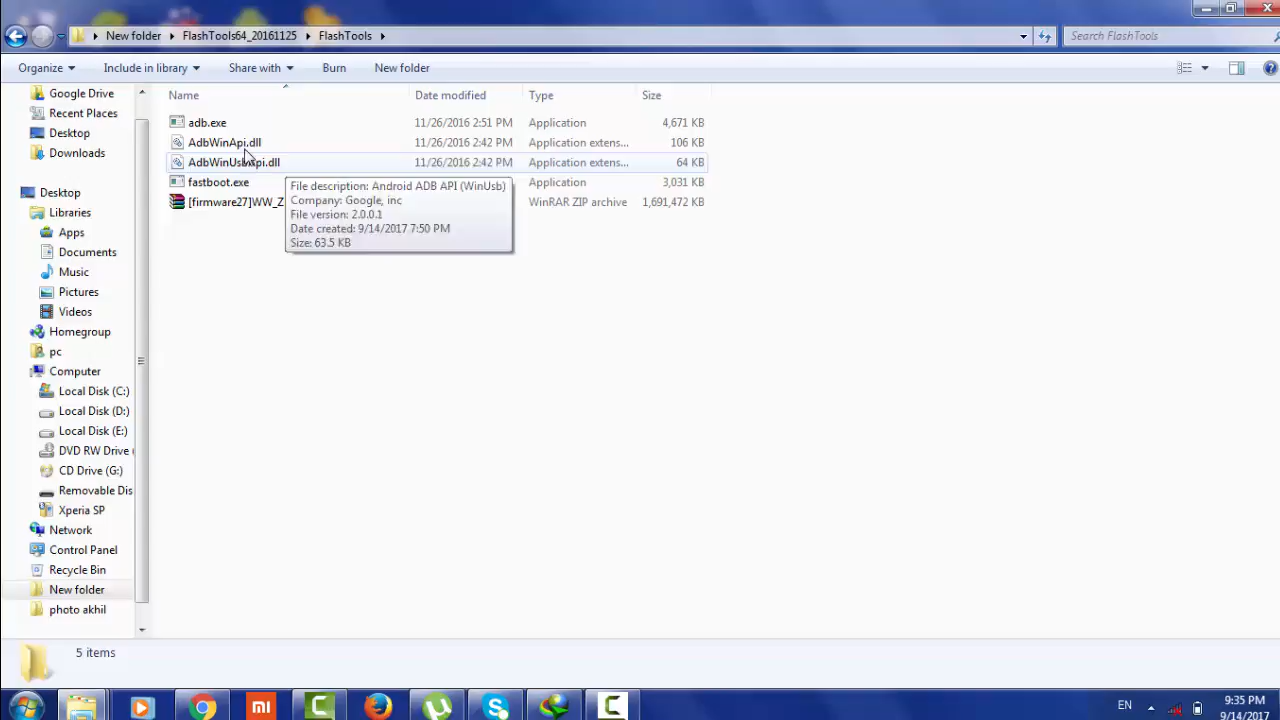 New folder FlashTools64_20161125 FlashTools
Search FlashTools
Organize Include in library Share with Burn New folder
Name Date modified Type Size
adb.exe 11/26/2016 2:51 PM Application 4,671 KB
AdbWinApi.dll 11/26/2016 2:42 PM Application extens... 106 KB
AdbWinUsbApi.dll 11/26/2016 2:42 PM Application extens... 64 KB
fastboot.exe Application 3,031 KB
[firmware27]WW_Z WinRAR ZIP archive 1,691,472 KB
File description: Android ADB API (WinUsb)
Company: Google, inc
File version: 2.0.0.1
Date created: 9/14/2017 7:50 PM
Size: 63.5 KB
Google Drive
Recent Places
Desktop
Downloads
Desktop
Libraries
Apps
Documents
Music
Pictures
Videos
Homegroup
pc
Computer
Local Disk (C:)
Local Disk (D:)
Local Disk (E:)
DVD RW Drive
CD Drive (G:)
Removable Dis
Xperia SP
Network
Control Panel
Recycle Bin
New folder
photo akhil
5 items
mi
EN
9:35 PM
9/14/2017